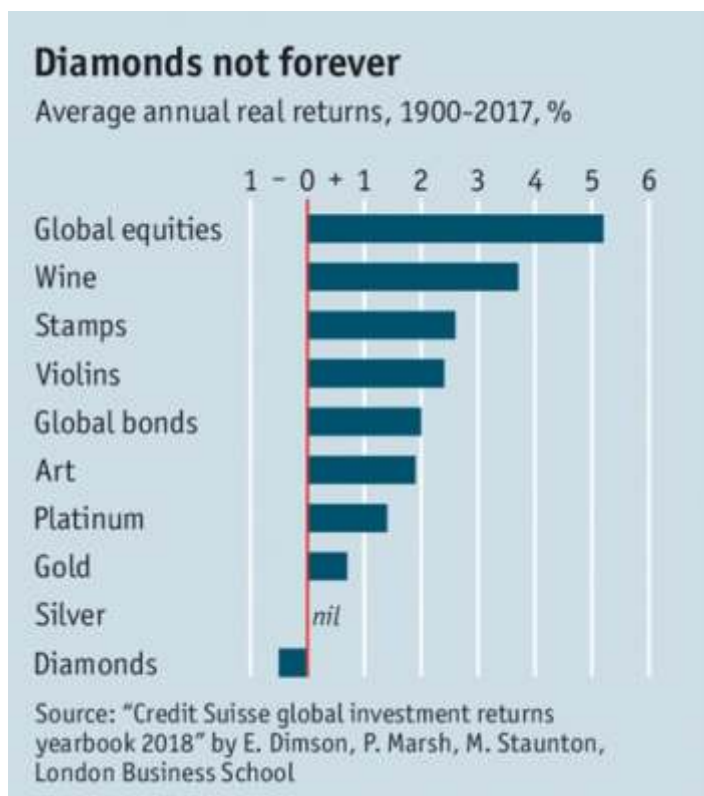 Diamonds not forever
Average annual real returns, 1900-2017, %
1 - 0 + 1 2 3 4 5 6
Global equities
Wine
Stamps
Violins
Global bonds
Art
Platinum
Gold
Silver nil
Diamonds
Source: “Credit Suisse global investment returns
yearbook 2018” by E. Dimson, P. Marsh, M. Staunton,
London Business School